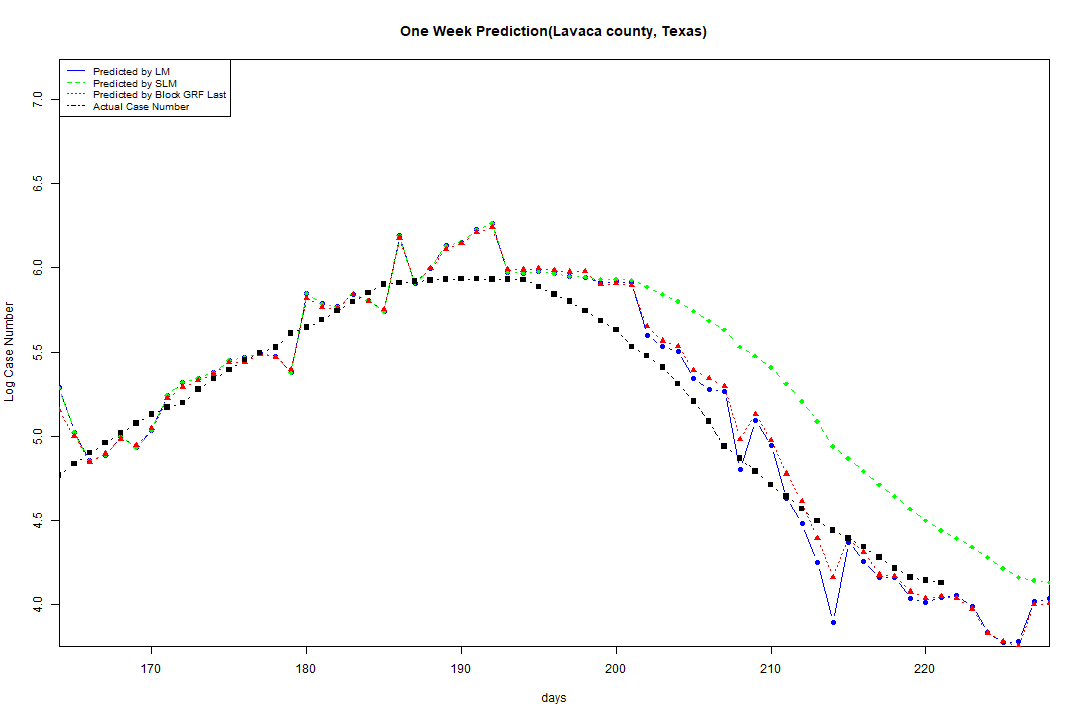 One Week Prediction(Lavaca county, Texas)
Predicted by LM
Predicted by SLM
Predicted by Block GRF Last
Actual Case Number
7.0
6.5
6.0
5.5
5.0
4.5
4.0
Log Case Number
170 180 190 200 210 220
days